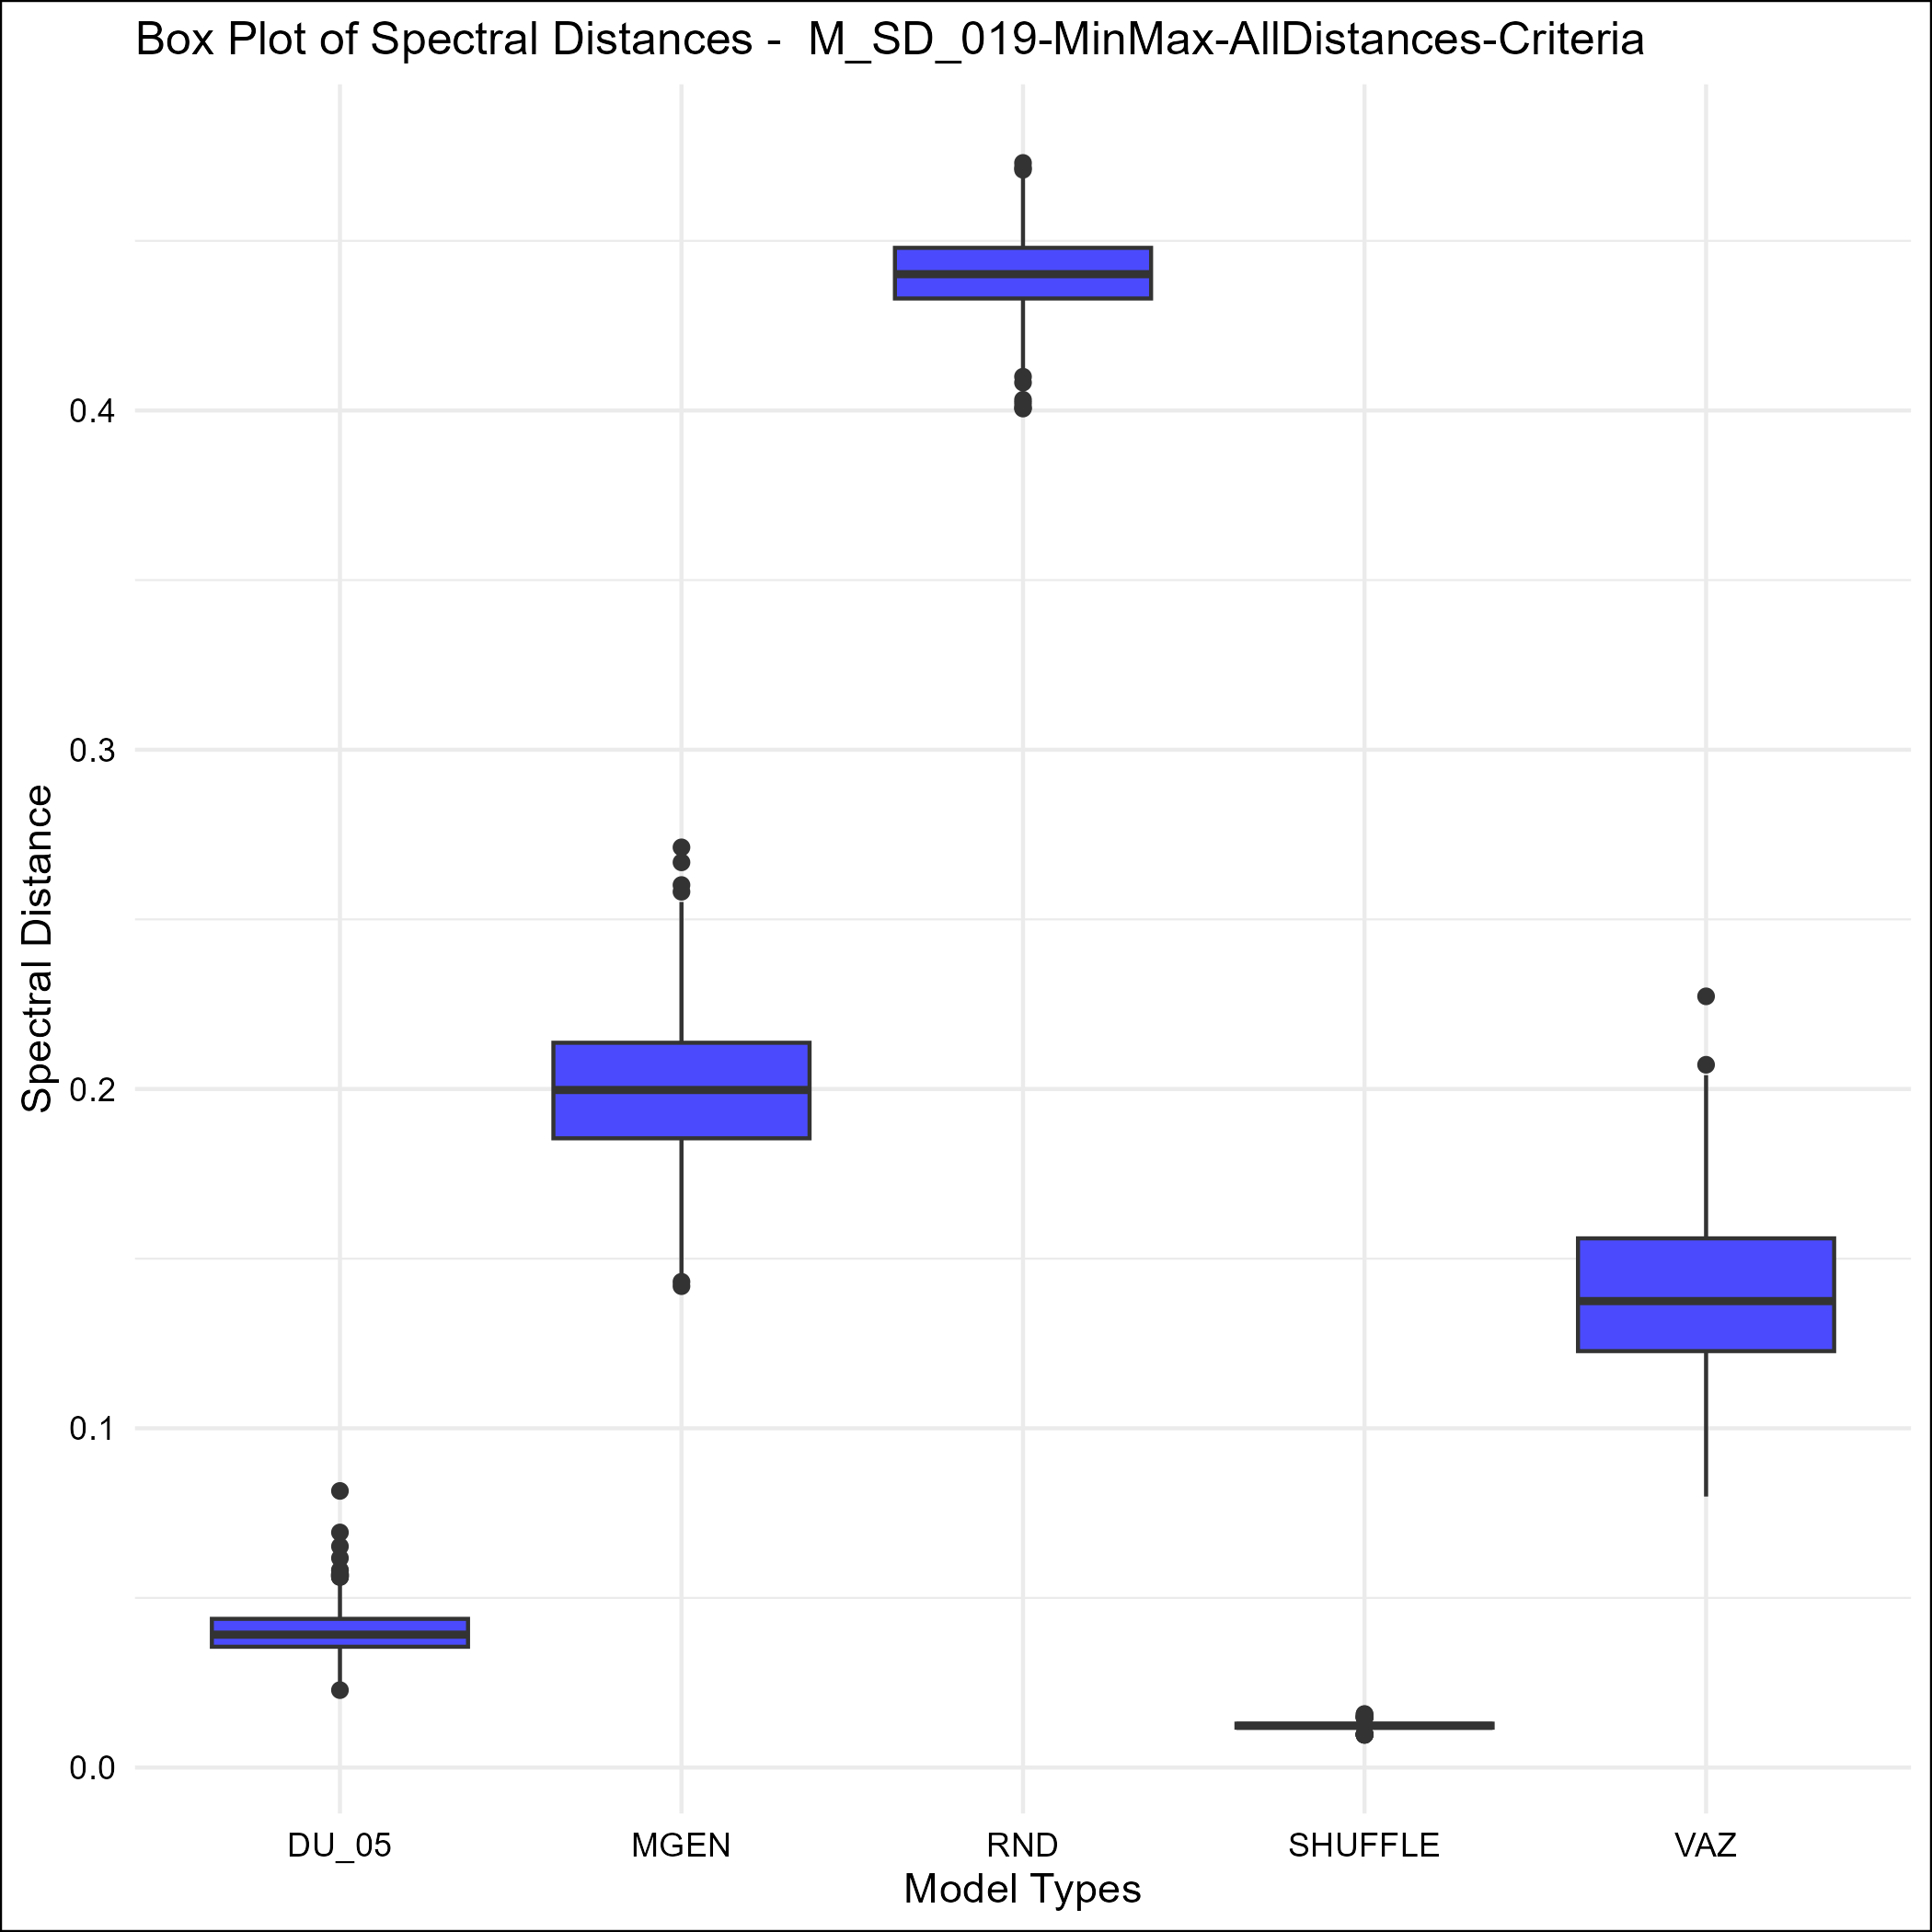 Box Plot of Spectral Distances -  M_SD_019-MinMax-AllDistances-Criteria
Spectral Distance
0.4
0.3
0.2
0.1
0.0
DU_05 MGEN RND SHUFFLE VAZ
Model Types